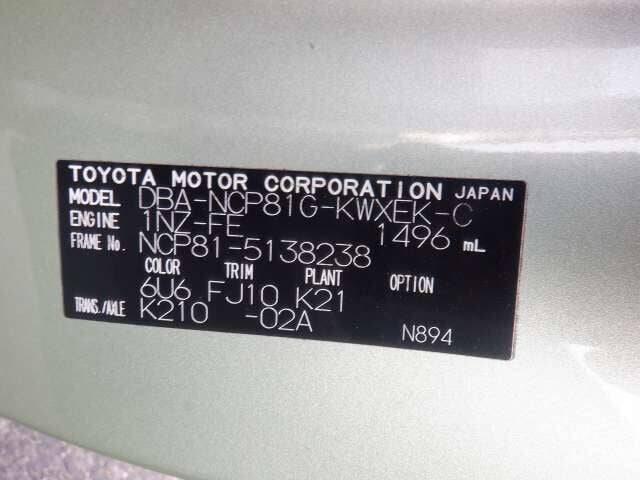 TOYOTA MOTOR CORPORATION JAPAN
MODEL DBA-NCP81G-KWXEK-C
ENGINE 1NZ-FE 1496 mL
FRAME No. NCP81-5138238
COLOR TRIM PLANT OPTION
6U6 FJ10 K21
TRANS./AXLE K210 -02A
N894